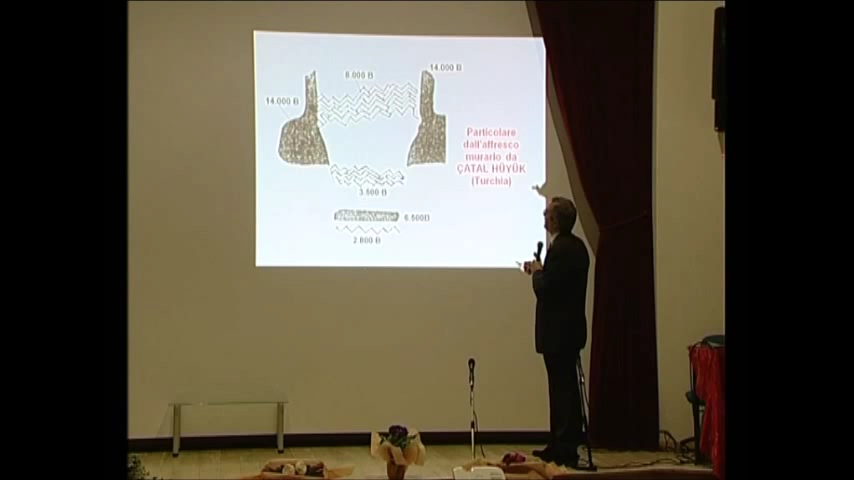 8.000 B
14.000 B
14.000 B
Particolare
dall'affresco
murario da
ÇATAL HÜYÜK
(Turchia)
3.500 B
6.500B
2.800 B